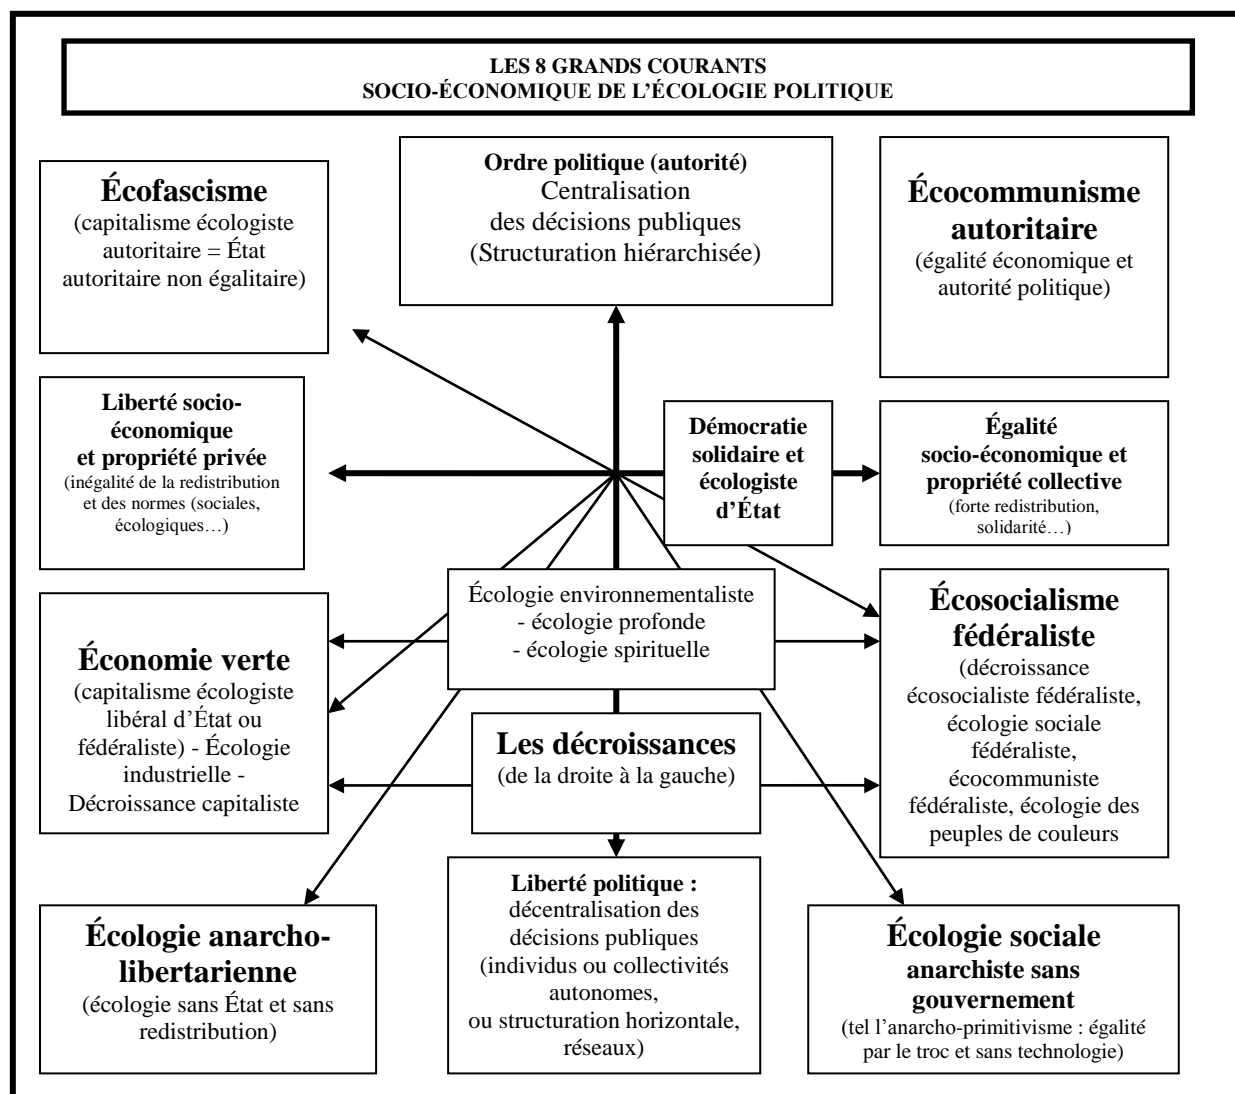 LES 8 GRANDS COURANTS
SOCIO-ÉCONOMIQUE DE L'ÉCOLOGIE POLITIQUE
Écofascisme
(capitalisme écologiste
autoritaire = État
autoritaire non égalitaire)
Ordre politique (autorité)
Centralisation
des décisions publiques
(Structuration hiérarchisée)
Écocommunisme
autoritaire
(égalité économique et
autorité politique)
Liberté socio-
économique
et propriété privée
(inégalité de la redistribution
et des normes (sociales,
écologiques…)
Démocratie
solidaire et
écologiste
d'État
Égalité
socio-économique et
propriété collective
(forte redistribution,
solidarité…)
Écologie environnementaliste
- écologie profonde
- écologie spirituelle
Économie verte
(capitalisme écologiste
libéral d'État ou
fédéraliste) - Écologie
industrielle -
Décroissance capitaliste
Écosocialisme
fédéraliste
(décroissance
écosocialiste fédéraliste,
écologie sociale
fédéraliste,
écocommuniste
fédéraliste, écologie des
peuples de couleurs
Les décroissances
(de la droite à la gauche)
Écologie anarcho-
libertarienne
(écologie sans État et sans
redistribution)
Liberté politique :
décentralisation des
décisions publiques
(individus ou collectivités
autonomes,
ou structuration horizontale,
réseaux)
Écologie sociale
anarchiste sans
gouvernement
(tel l'anarcho-primitivisme : égalité
par le troc et sans technologie)